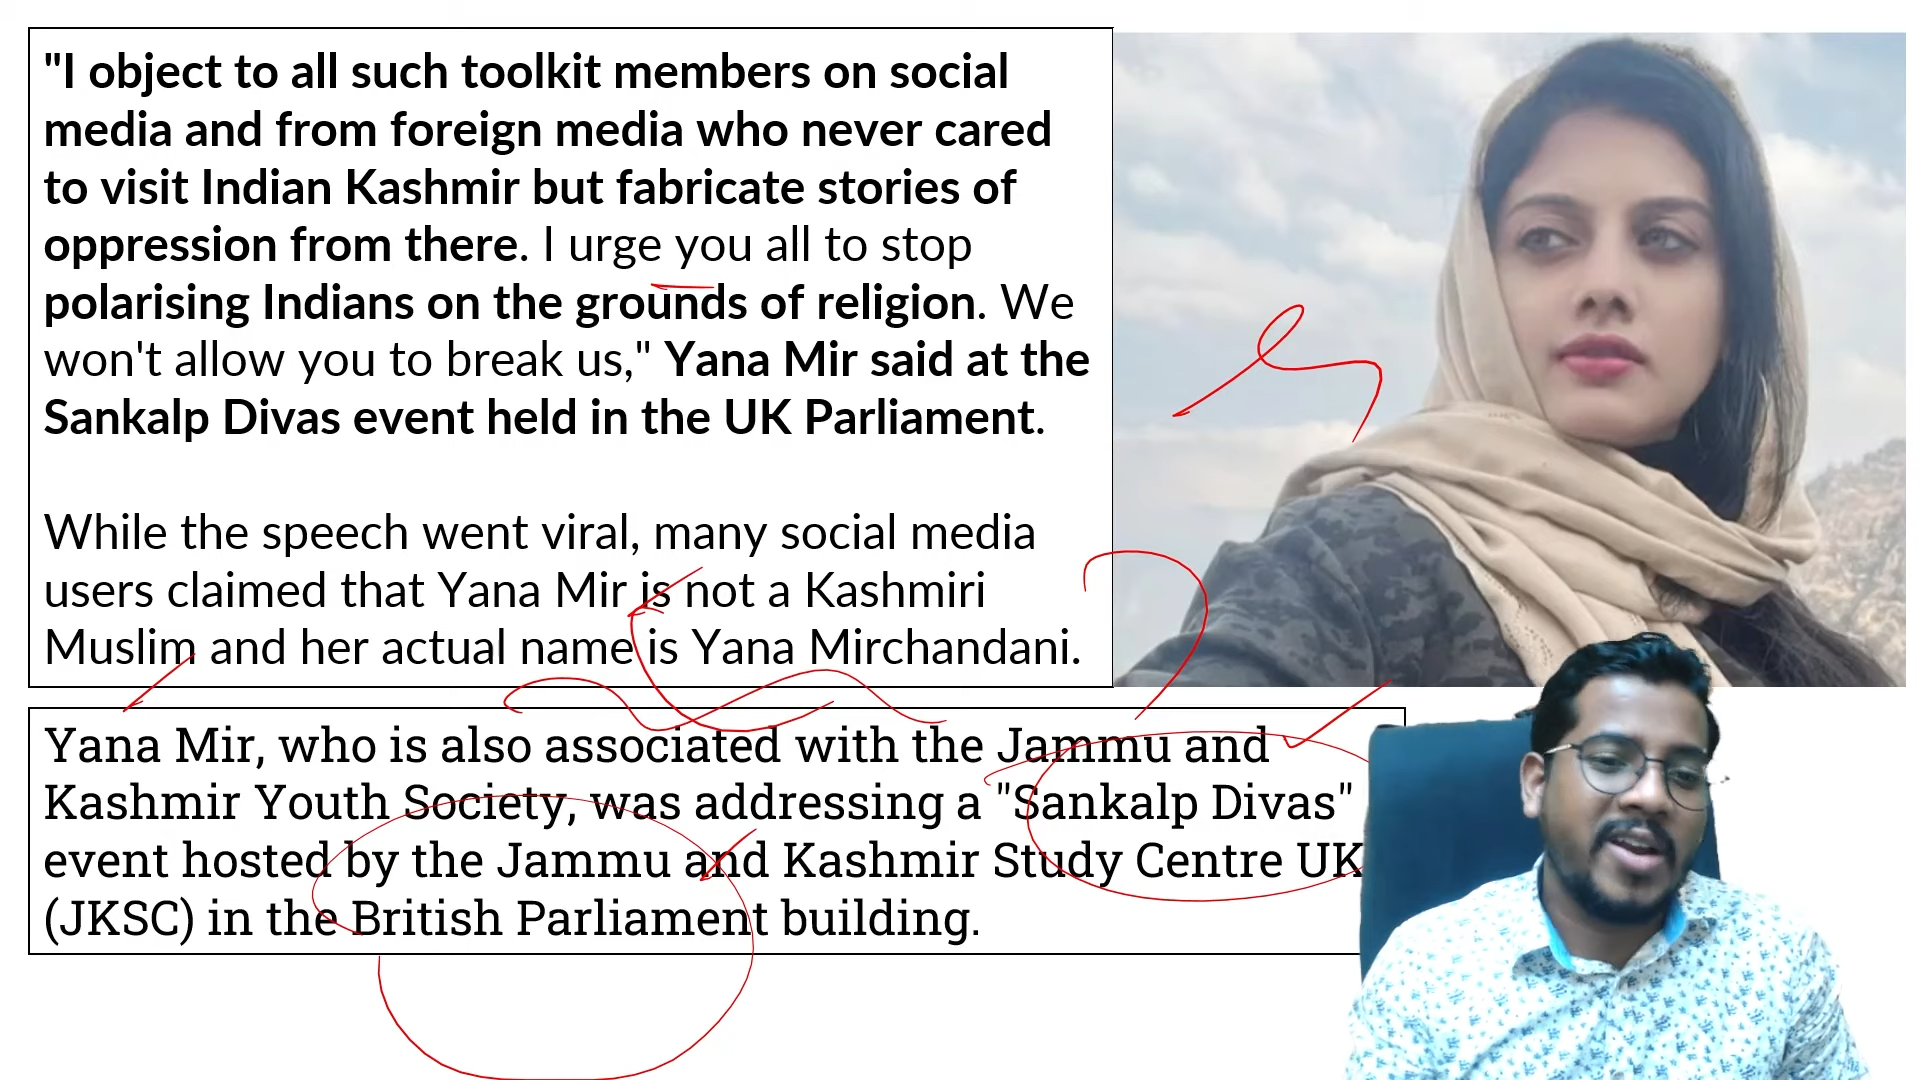 "I object to all such toolkit members on social
media and from foreign media who never cared
to visit Indian Kashmir but fabricate stories of
oppression from there. I urge you all to stop
polarising Indians on the grounds of religion. We
won't allow you to break us," Yana Mir said at the
Sankalp Divas event held in the UK Parliament.
While the speech went viral, many social media
users claimed that Yana Mir is not a Kashmiri
Muslim and her actual name is Yana Mirchandani.
Yana Mir, who is also associated with the Jammu and
Kashmir Youth Society, was addressing a "Sankalp Divas"
event hosted by the Jammu and Kashmir Study Centre UK
(JKSC) in the British Parliament building.